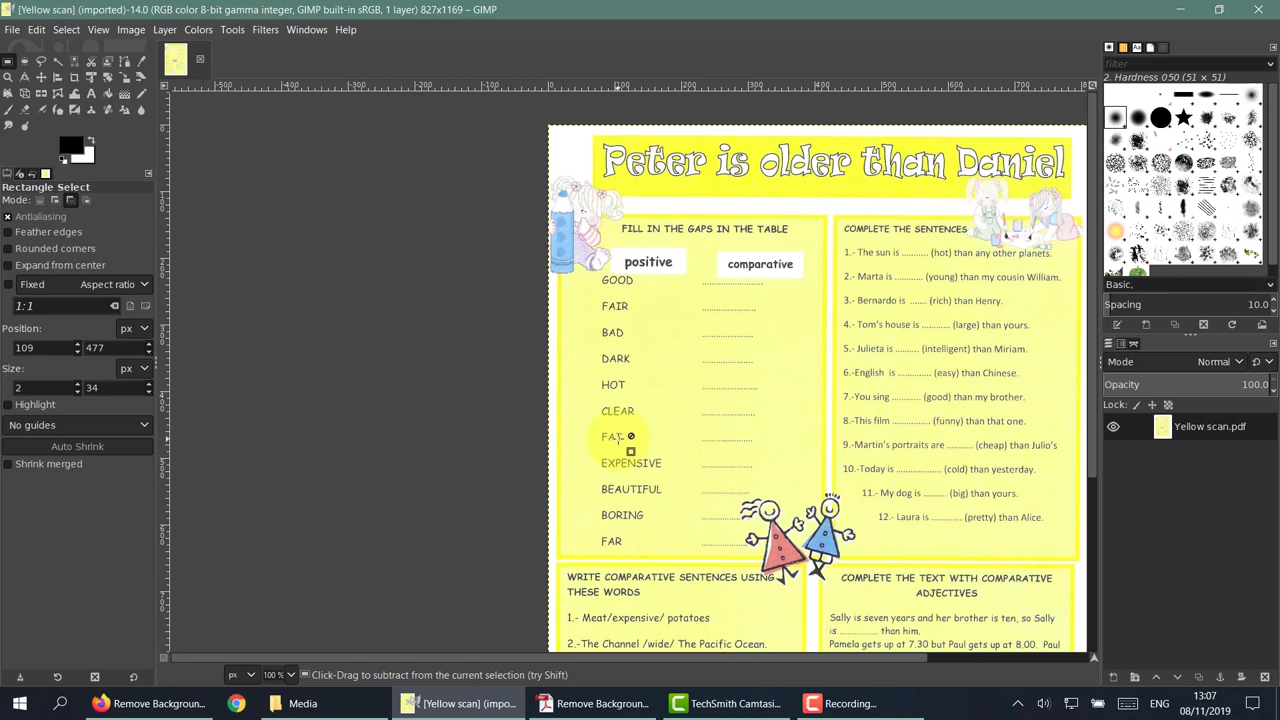 [Yellow scan] (imported)-14.0 (RGB color 8-bit gamma integer, GIMP built-in sRGB, 1 layer) 827x1169 – GIMP
File Edit Select View Image Layer Colors Tools Filters Windows Help
-500 -400 -300 -200 -100 0 100 200 300 400 500 600 700
Rectangle Select
Mode:
Antialiasing
Feather edges
Rounded corners
Expand from center
Fixed Aspect ratio
1:1
Position: px
109 477
Size: px
2 34
Highlight
No guides
Auto Shrink
Shrink merged
Peter is older than Daniel
FILL IN THE GAPS IN THE TABLE
positive comparative
GOOD ....................
FAIR ....................
BAD ....................
DARK ....................
HOT ....................
CLEAR ....................
EXPENSIVE ....................
BEAUTIFUL ....................
BORING ....................
FAR ....................
COMPLETE THE SENTENCES
1.- The sun is .......... (hot) than any other planets.
2.- Marta is ........... (young) than my cousin William.
3.- Bernardo is ....... (rich) than Henry.
4.- Tom's house is ........... (large) than yours.
5.- Julieta is ......... (intelligent) than Miriam.
6.-English is ............. (easy) than Chinese.
7.-You sing ............ (good) than my brother.
8.-This film ............ (funny) than that one.
9.-Martin's portraits are .......... (cheap) than Julio's
10.-Today is ............ (cold) than yesterday.
11.- My dog is ......... (big) than yours.
12.- Laura is ............ (pretty) than Alice.
WRITE COMPARATIVE SENTENCES USING
THESE WORDS
1.- Meat/expensive/ potatoes
2.-The Channel /wide/ The Pacific Ocean.
COMPLETE THE TEXT WITH COMPARATIVE
ADJECTIVES
Sally is seven years and her brother is ten, so Sally
is ................ than him.
Pamela gets up at 7.30 but Paul gets up at 8.00. Paul
filter
2. Hardness 050 (51 × 51)
Basic,
Spacing 10.0
Mode Normal
Opacity 100.0
Lock:
Yellow scan.pdf
px 100 % Click-Drag to subtract from the current selection (try Shift)
Remove Backgroun... Media [Yellow scan] (impo... Remove Backgroun... TechSmith Camtasi... Recording...
13:07
08/11/2019